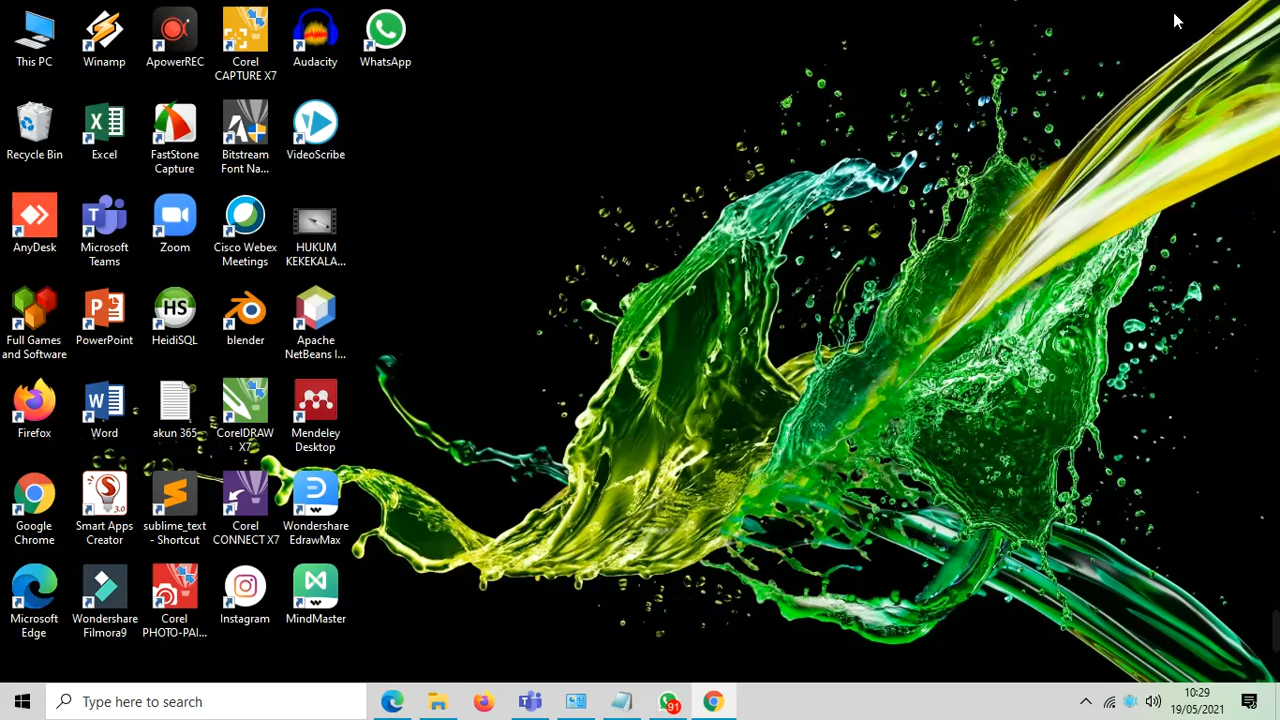 This PC
Winamp
ApowerREC
Corel
CAPTURE X7
Audacity
WhatsApp
Recycle Bin
Excel
FastStone
Capture
Bitstream
Font Na...
VideoScribe
AnyDesk
Microsoft
Teams
Zoom
Cisco Webex
Meetings
HUKUM
KEKEKALA...
Full Games
and Software
PowerPoint
HS
HeidiSQL
blender
Apache
NetBeans I...
Firefox
Word
akun 365
CorelDRAW
X7
Mendeley
Desktop
Google
Chrome
3.0
Smart Apps
Creator
sublime_text
- Shortcut
Corel
CONNECT X7
Wondershare
EdrawMax
Microsoft
Edge
Wondershare
Filmora9
Corel
PHOTO-PAI...
Instagram
MindMaster
Type here to search
91
10:29
19/05/2021